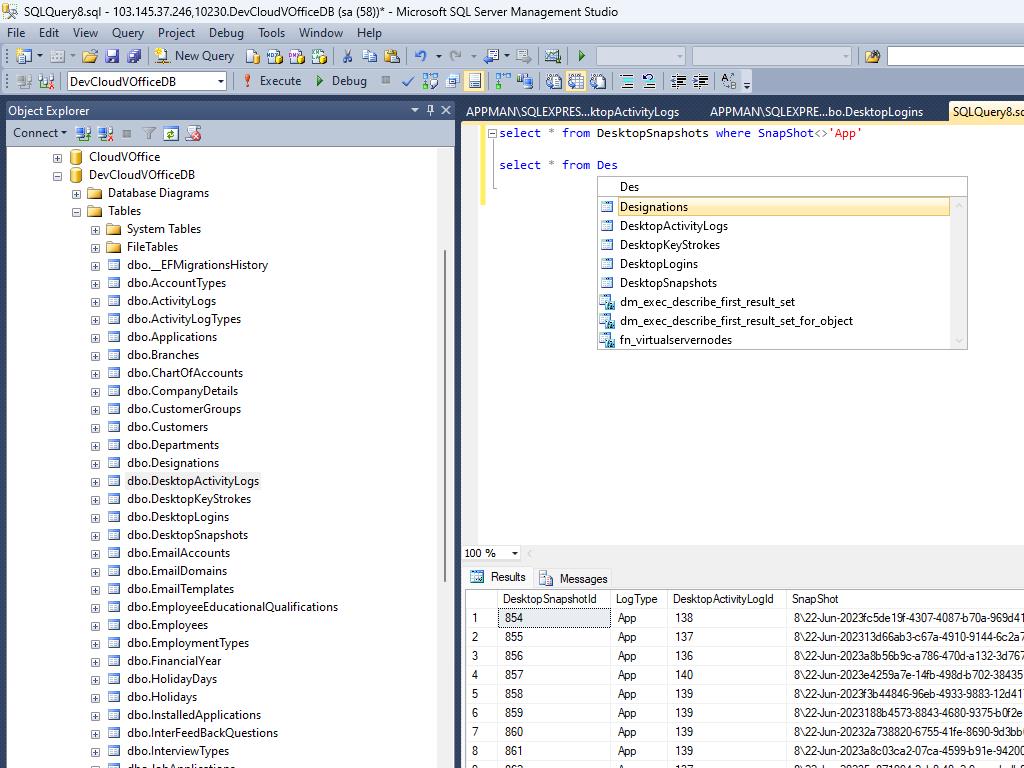 SQLQuery8.sql - 103.145.37.246,10230.DevCloudVOfficeDB (sa (58))* - Microsoft SQL Server Management Studio
File Edit View Query Project Debug Tools Window Help
New Query
DevCloudVOfficeDB Execute Debug
Object Explorer
Connect
CloudVOffice
DevCloudVOfficeDB
Database Diagrams
Tables
System Tables
FileTables
dbo.__EFMigrationsHistory
dbo.AccountTypes
dbo.ActivityLogs
dbo.ActivityLogTypes
dbo.Applications
dbo.Branches
dbo.ChartOfAccounts
dbo.CompanyDetails
dbo.CustomerGroups
dbo.Customers
dbo.Departments
dbo.Designations
dbo.DesktopActivityLogs
dbo.DesktopKeyStrokes
dbo.DesktopLogins
dbo.DesktopSnapshots
dbo.EmailAccounts
dbo.EmailDomains
dbo.EmailTemplates
dbo.EmployeeEducationalQualifications
dbo.Employees
dbo.EmploymentTypes
dbo.FinancialYear
dbo.HolidayDays
dbo.Holidays
dbo.InstalledApplications
dbo.InterFeedBackQuestions
dbo.InterviewTypes
APPMAN\SQLEXPRES...ktopActivityLogs APPMAN\SQLEXPRE...bo.DesktopLogins SQLQuery8.sc
select * from DesktopSnapshots where SnapShot<>'App'
select * from Des
Des
Designations
DesktopActivityLogs
DesktopKeyStrokes
DesktopLogins
DesktopSnapshots
dm_exec_describe_first_result_set
dm_exec_describe_first_result_set_for_object
fn_virtualservernodes
100 %
Results Messages
DesktopSnapshotId LogType DesktopActivityLogId SnapShot
1 854 App 138 8\22-Jun-2023fc5de19f-4307-4087-b70a-969d41
2 855 App 137 8\22-Jun-202313d66ab3-c67a-4910-9144-6c2a7
3 856 App 136 8\22-Jun-2023a8b56b9c-a786-470d-a132-3d767
4 857 App 140 8\22-Jun-2023e4259a7e-14fb-498d-b702-38435
5 858 App 139 8\22-Jun-2023f3b44846-96eb-4933-9883-12d41
6 859 App 139 8\22-Jun-2023188b4573-8843-4680-9375-b0f2e
7 860 App 139 8\22-Jun-20232a738820-6755-41fe-8690-9d3bb
8 861 App 139 8\22-Jun-2023a8c03ca2-07ca-4599-b91e-94200